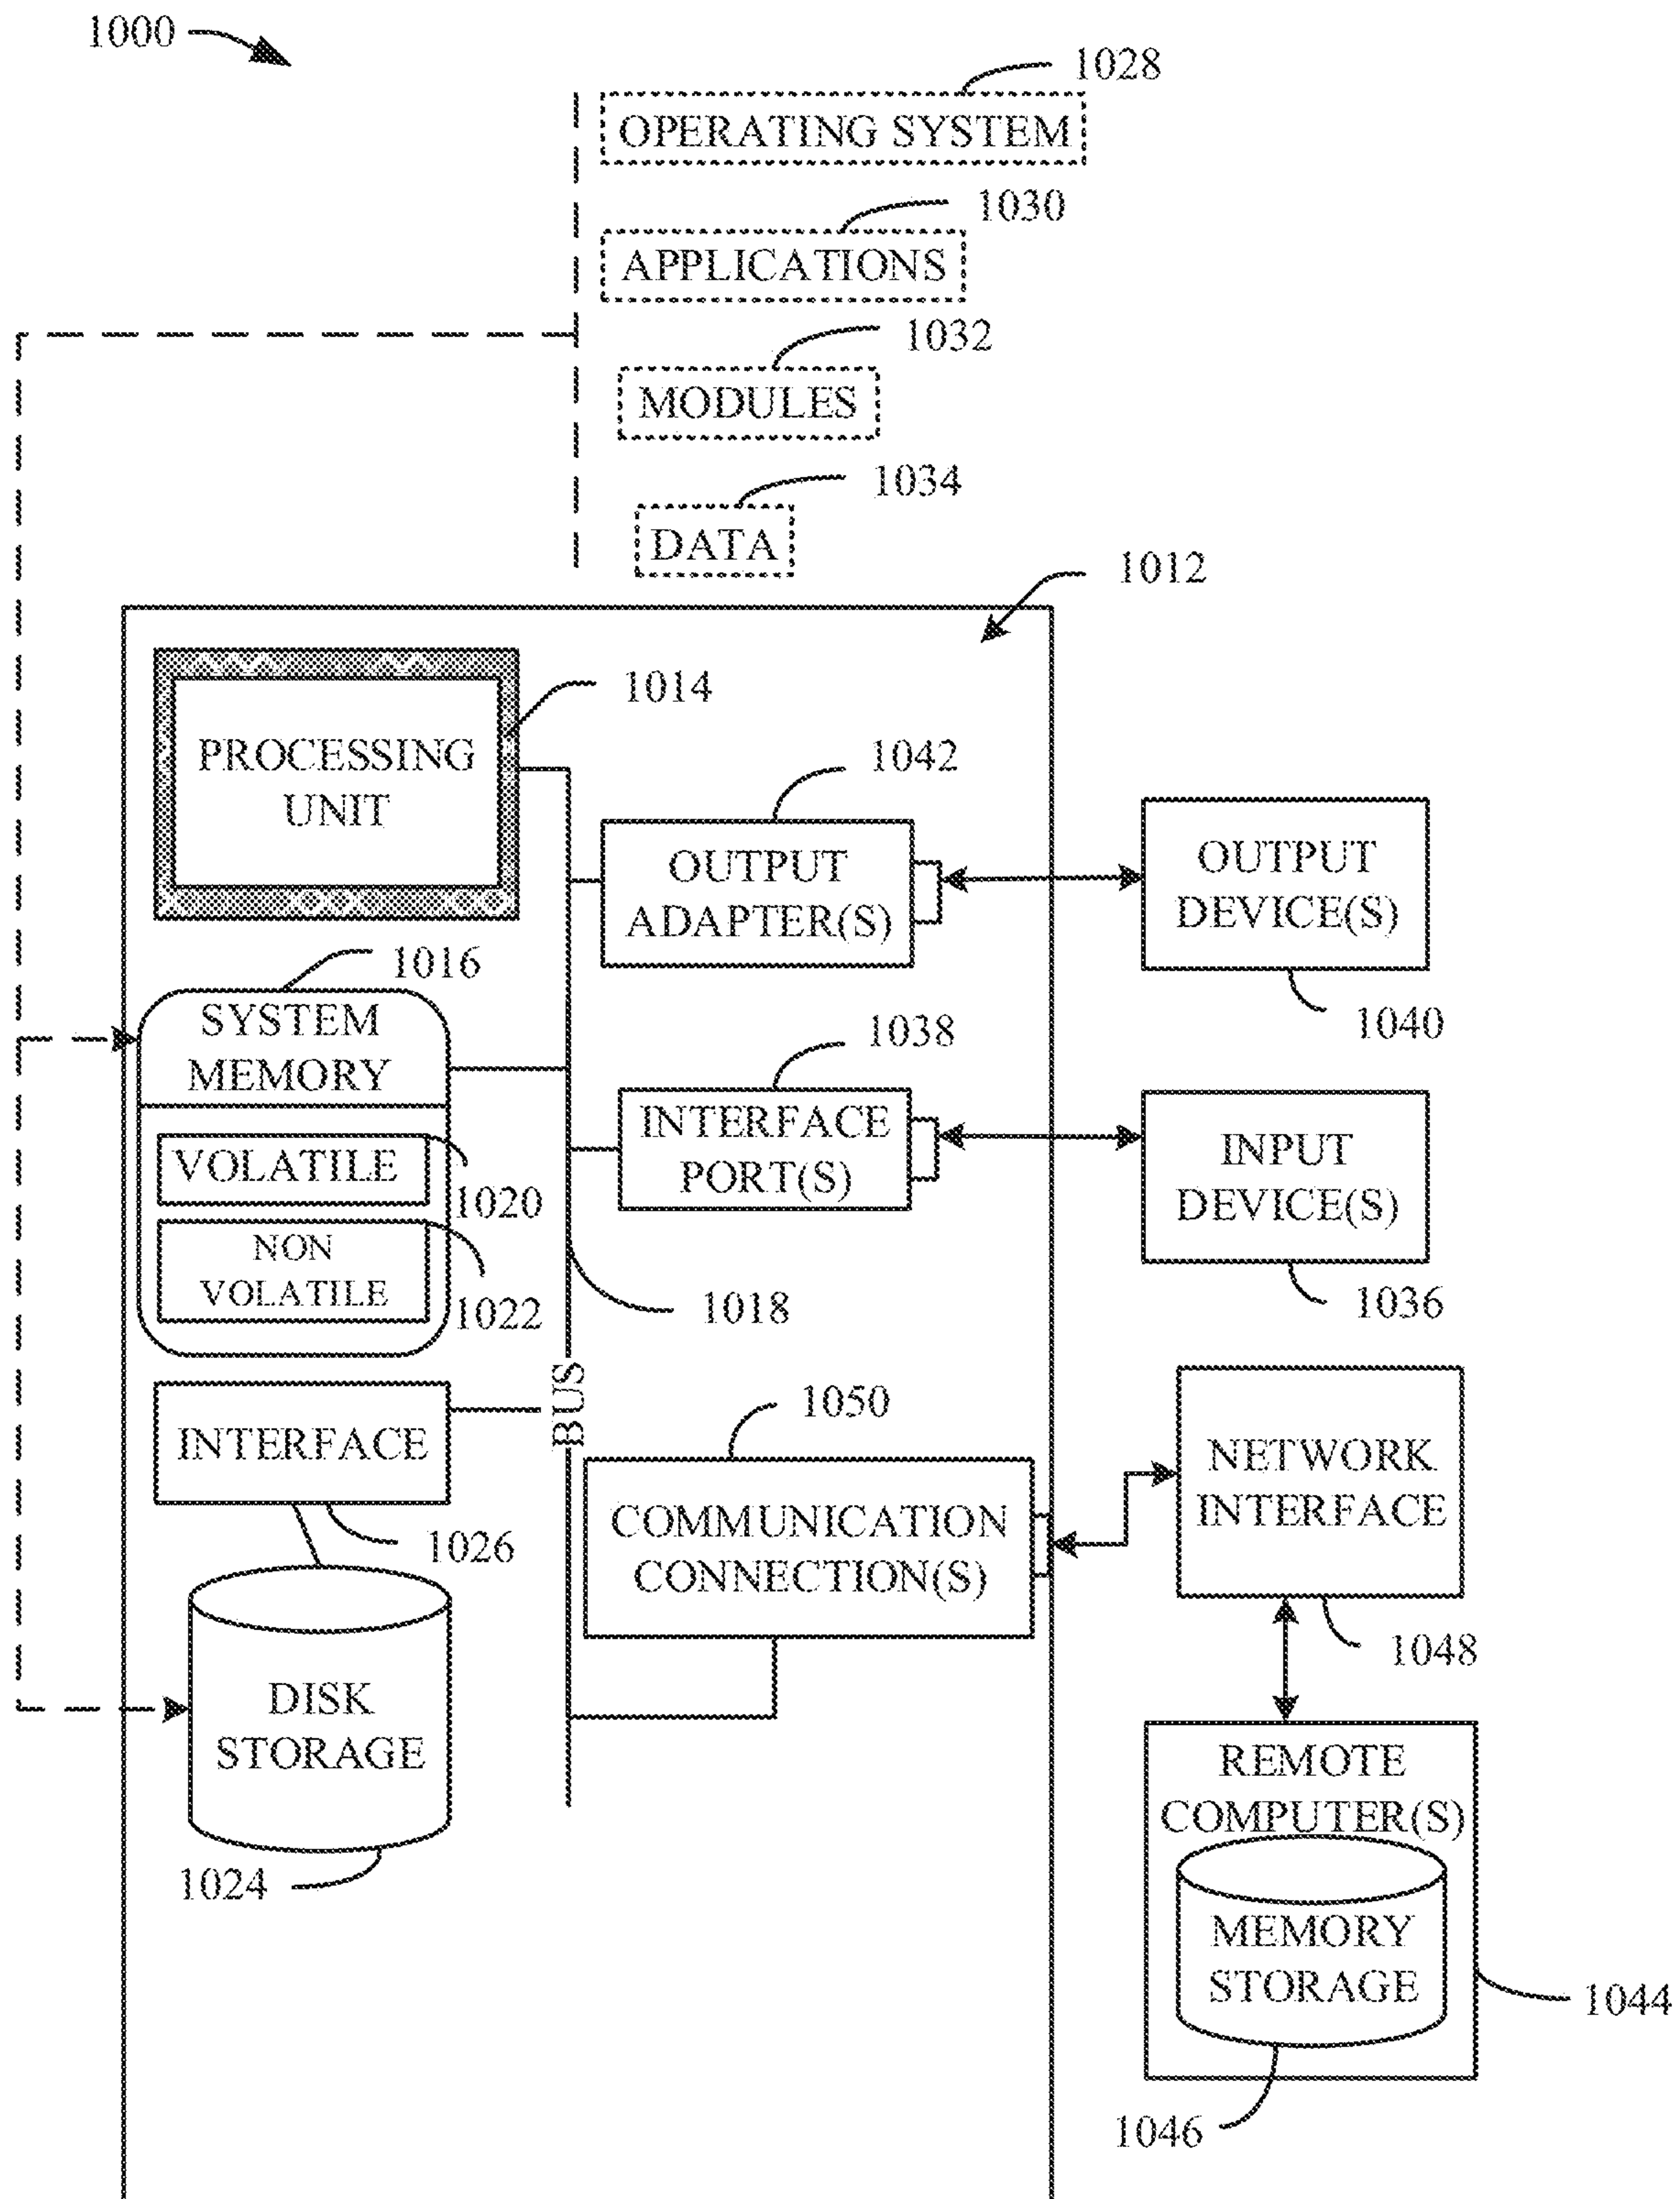 1000
1028
OPERATING SYSTEM
1030
APPLICATIONS
1032
MODULES
1034
DATA
1012
1014
PROCESSING
UNIT
1042
OUTPUT
ADAPTER(S)
OUTPUT
DEVICE(S)
1040
1016
SYSTEM
MEMORY
VOLATILE
1020
NON
VOLATILE
1022
1038
INTERFACE
PORT(S)
INPUT
DEVICE(S)
1036
1018
BUS
INTERFACE
1026
1050
COMMUNICATION
CONNECTION(S)
NETWORK
INTERFACE
1048
DISK
STORAGE
1024
REMOTE
COMPUTER(S)
MEMORY
STORAGE
1044
1046